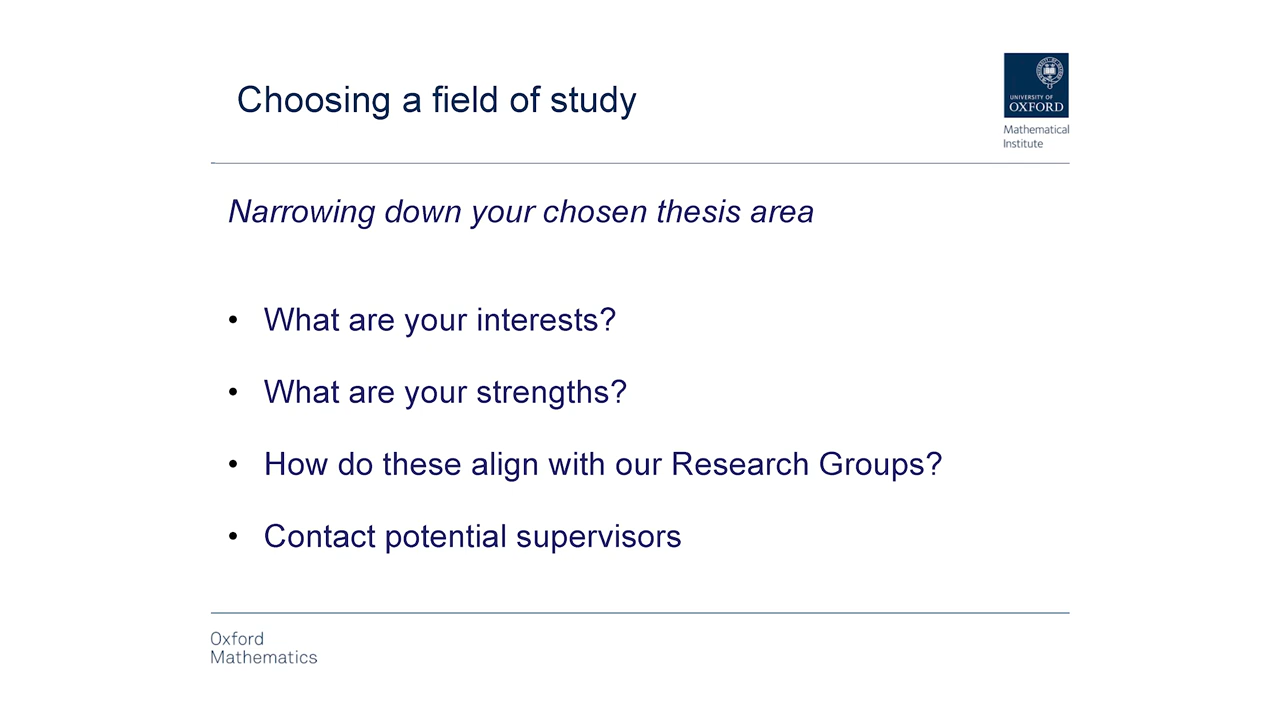 Choosing a field of study
UNIVERSITY OF
OXFORD
Mathematical
Institute
Narrowing down your chosen thesis area
• What are your interests?
• What are your strengths?
• How do these align with our Research Groups?
• Contact potential supervisors
Oxford
Mathematics